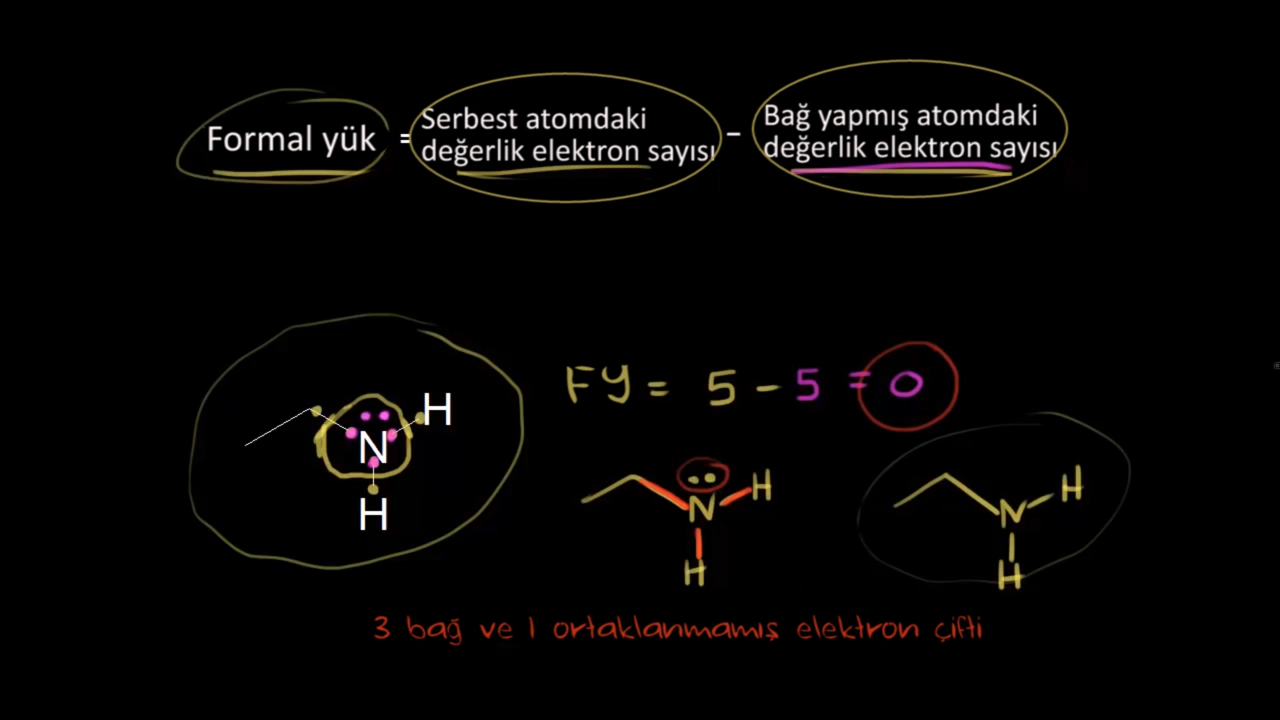 Formal yük = Serbest atomdaki değerlik elektron sayısı - Bağ yapmış atomdaki değerlik elektron sayısı
FY = 5 - 5 = 0
N H
H
N H
H
N H
H
3 bağ ve 1 ortaklanmamış elektron çifti